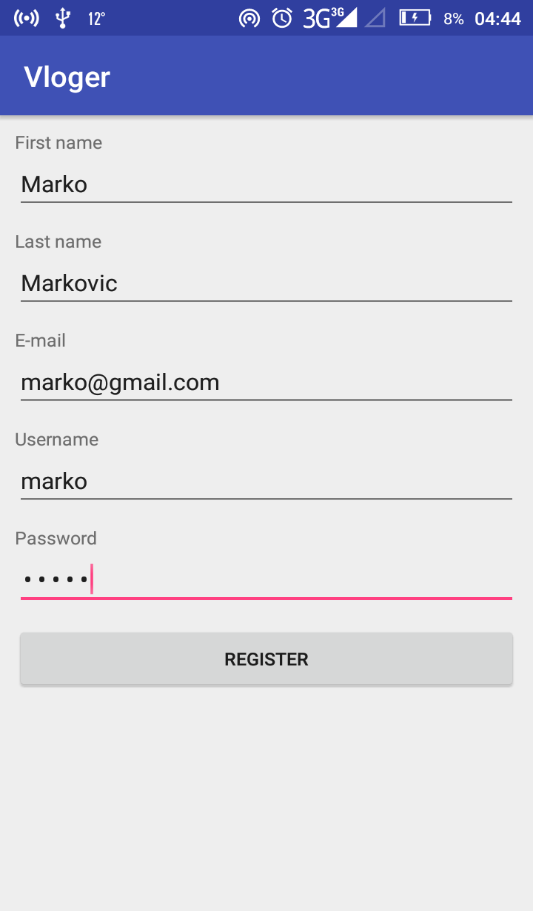 12° 3G 3G 8% 04:44
Vloger
First name
Marko
Last name
Markovic
E-mail
marko@gmail.com
Username
marko
Password
•••••
REGISTER